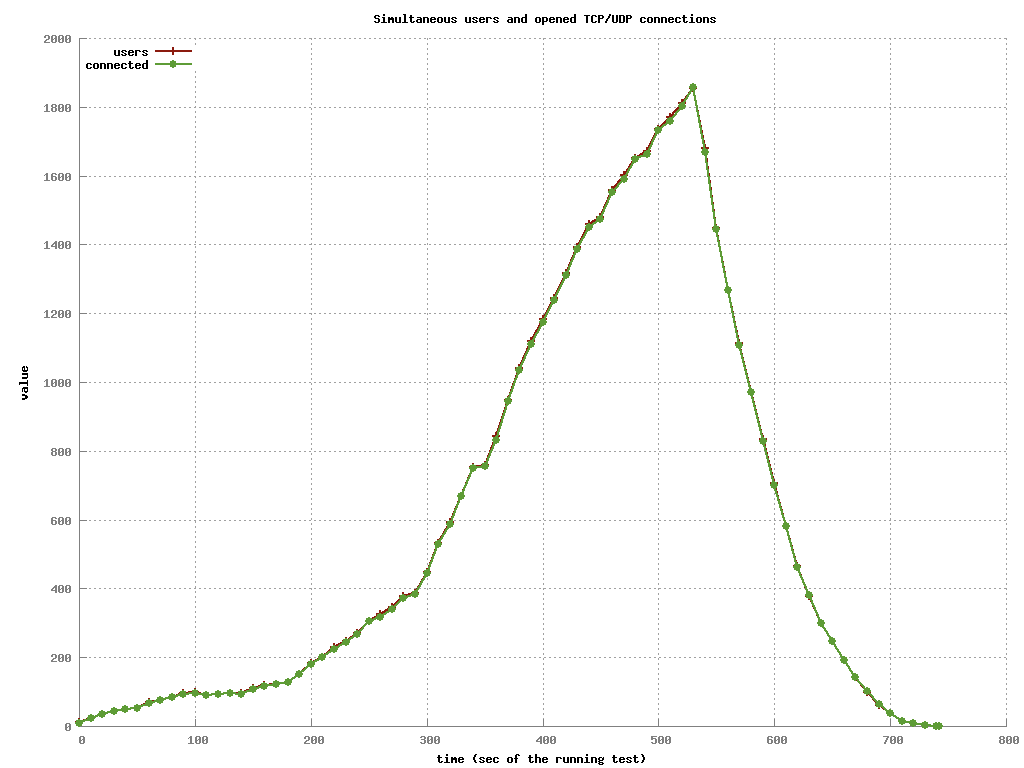 Simultaneous users and opened TCP/UDP connections
2000
users
connected
1800
1600
1400
1200
1000
value
800
600
400
200
0
0 100 200 300 400 500 600 700 800
time (sec of the running test)